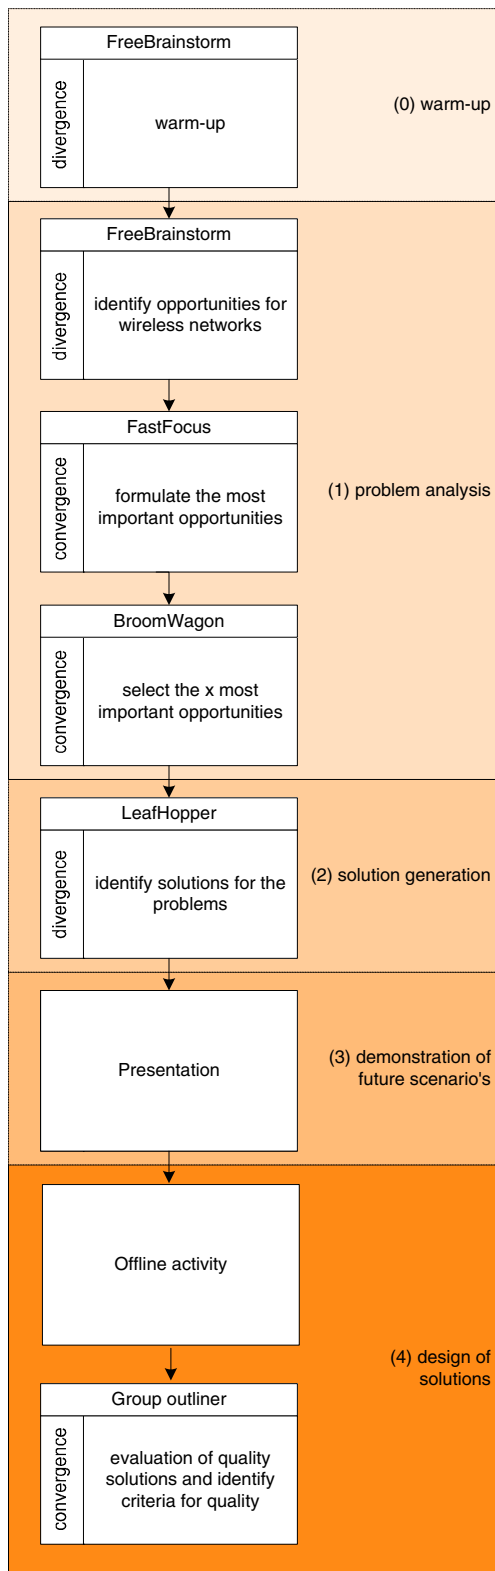 FreeBrainstorm
divergence
warm-up
(0) warm-up
FreeBrainstorm
divergence
identify opportunities for
wireless networks
FastFocus
convergence
formulate the most
important opportunities
(1) problem analysis
BroomWagon
convergence
select the x most
important opportunities
LeafHopper
divergence
identify solutions for the
problems
(2) solution generation
Presentation
(3) demonstration of
future scenario's
Offline activity
(4) design of
solutions
Group outliner
convergence
evaluation of quality
solutions and identify
criteria for quality